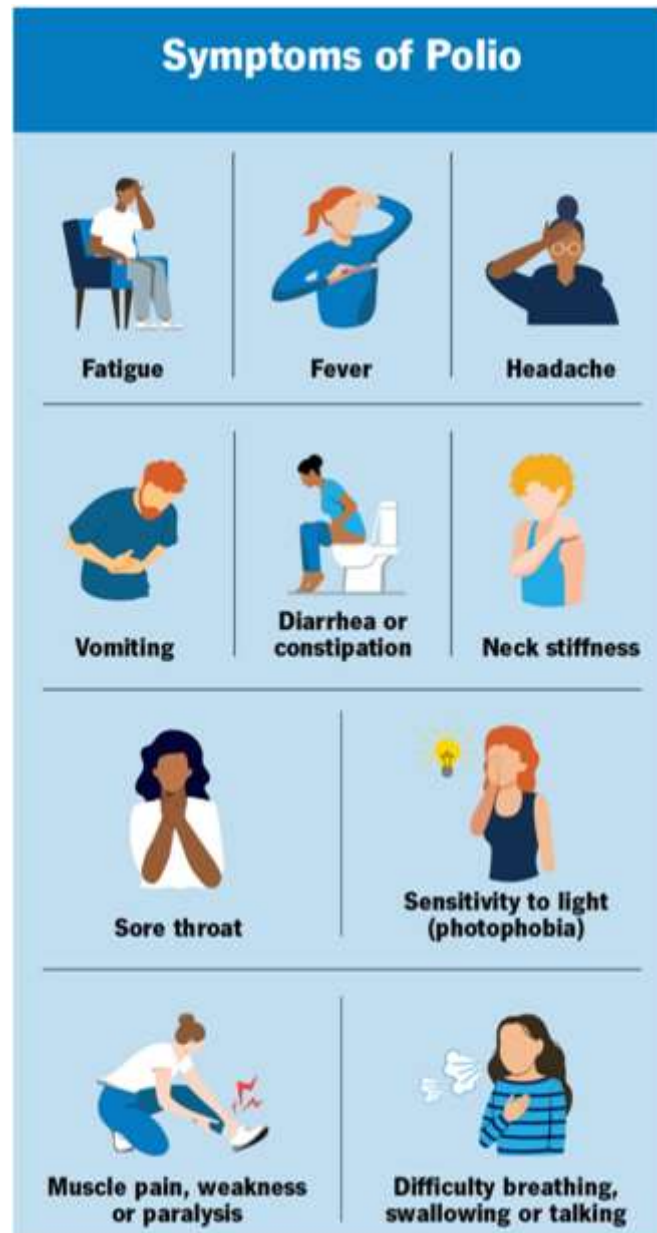 Symptoms of Polio
Fatigue
Fever
Headache
Vomiting
Diarrhea or
constipation
Neck stiffness
Sore throat
Sensitivity to light
(photophobia)
Muscle pain, weakness
or paralysis
Difficulty breathing,
swallowing or talking